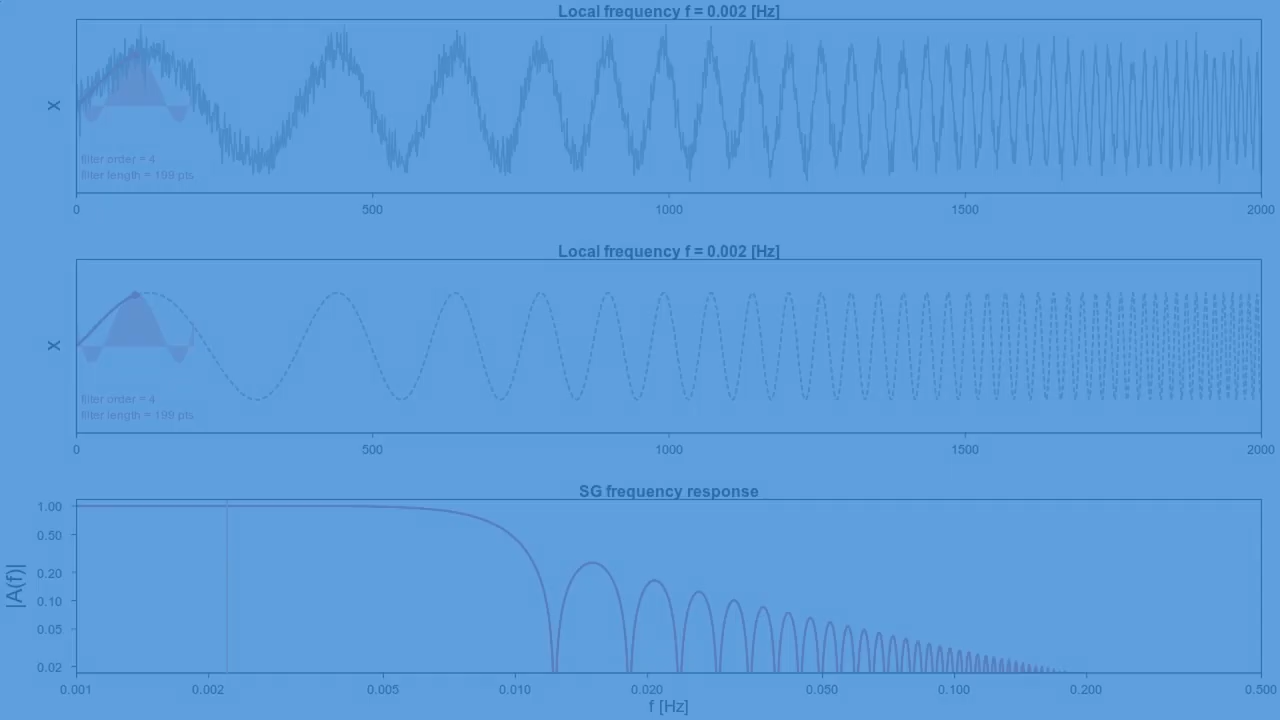 Local frequency f = 0.002 [Hz]
X
filter order = 4
filter length = 199 pts
0 500 1000 1500 2000
Local frequency f = 0.002 [Hz]
X
filter order = 4
filter length = 199 pts
0 500 1000 1500 2000
SG frequency response
|A(f)|
1.00
0.50
0.20
0.10
0.05
0.02
0.001 0.002 0.005 0.010 0.020 0.050 0.100 0.200 0.500
f [Hz]